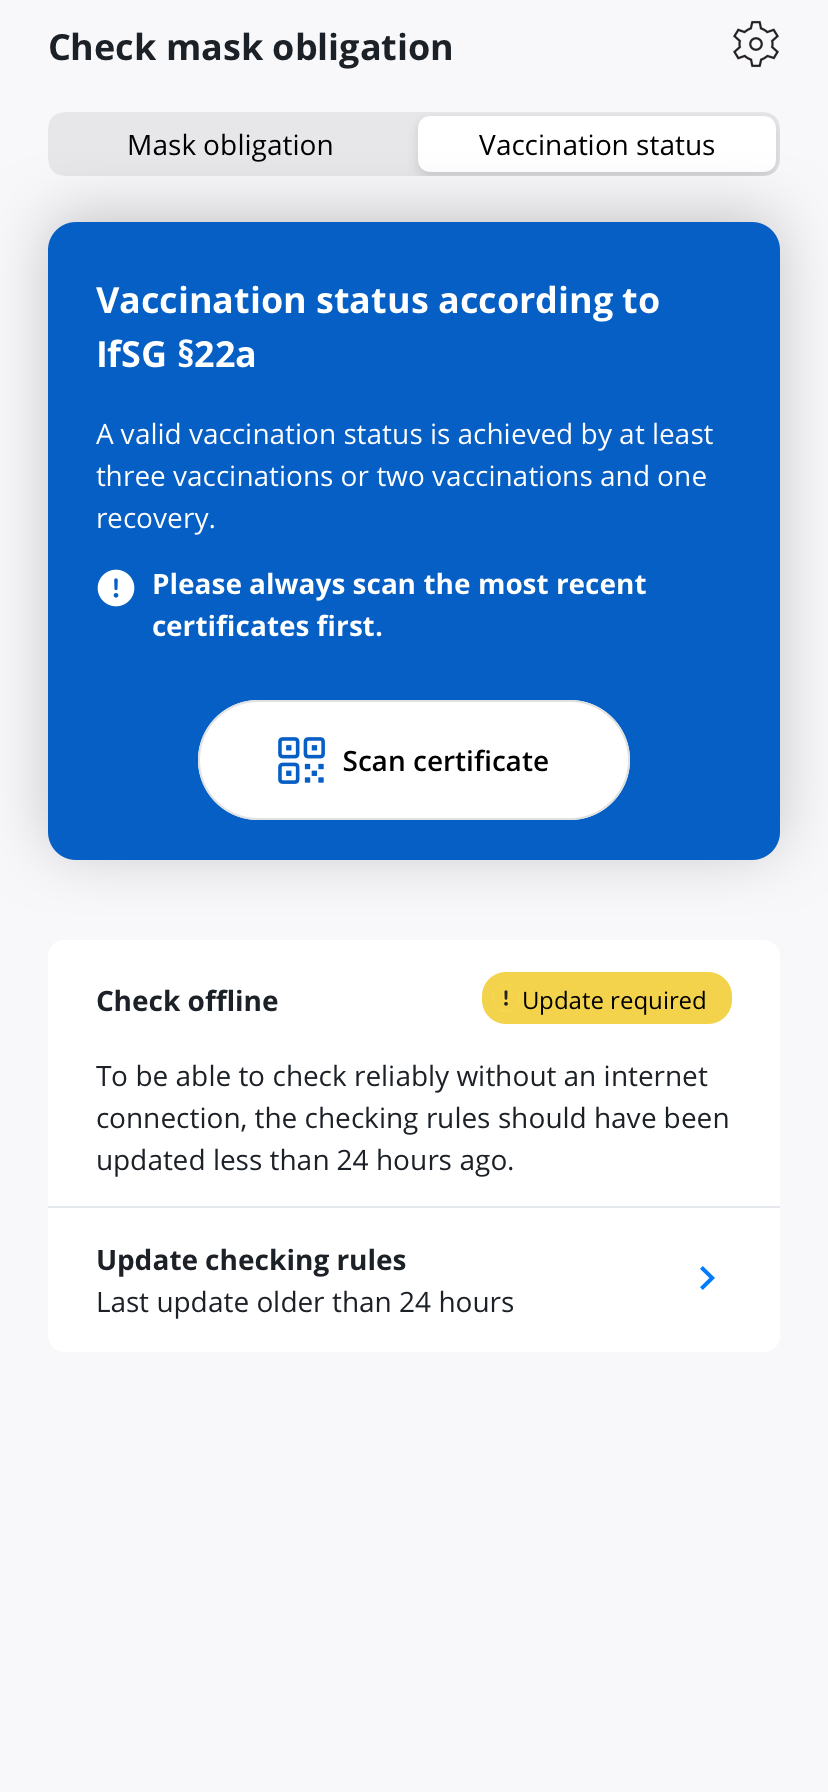 Check mask obligation
Mask obligation
Vaccination status
Vaccination status according to
IfSG §22a
A valid vaccination status is achieved by at least
three vaccinations or two vaccinations and one
recovery.
Please always scan the most recent
certificates first.
Scan certificate
Check offline
! Update required
To be able to check reliably without an internet
connection, the checking rules should have been
updated less than 24 hours ago.
Update checking rules
Last update older than 24 hours